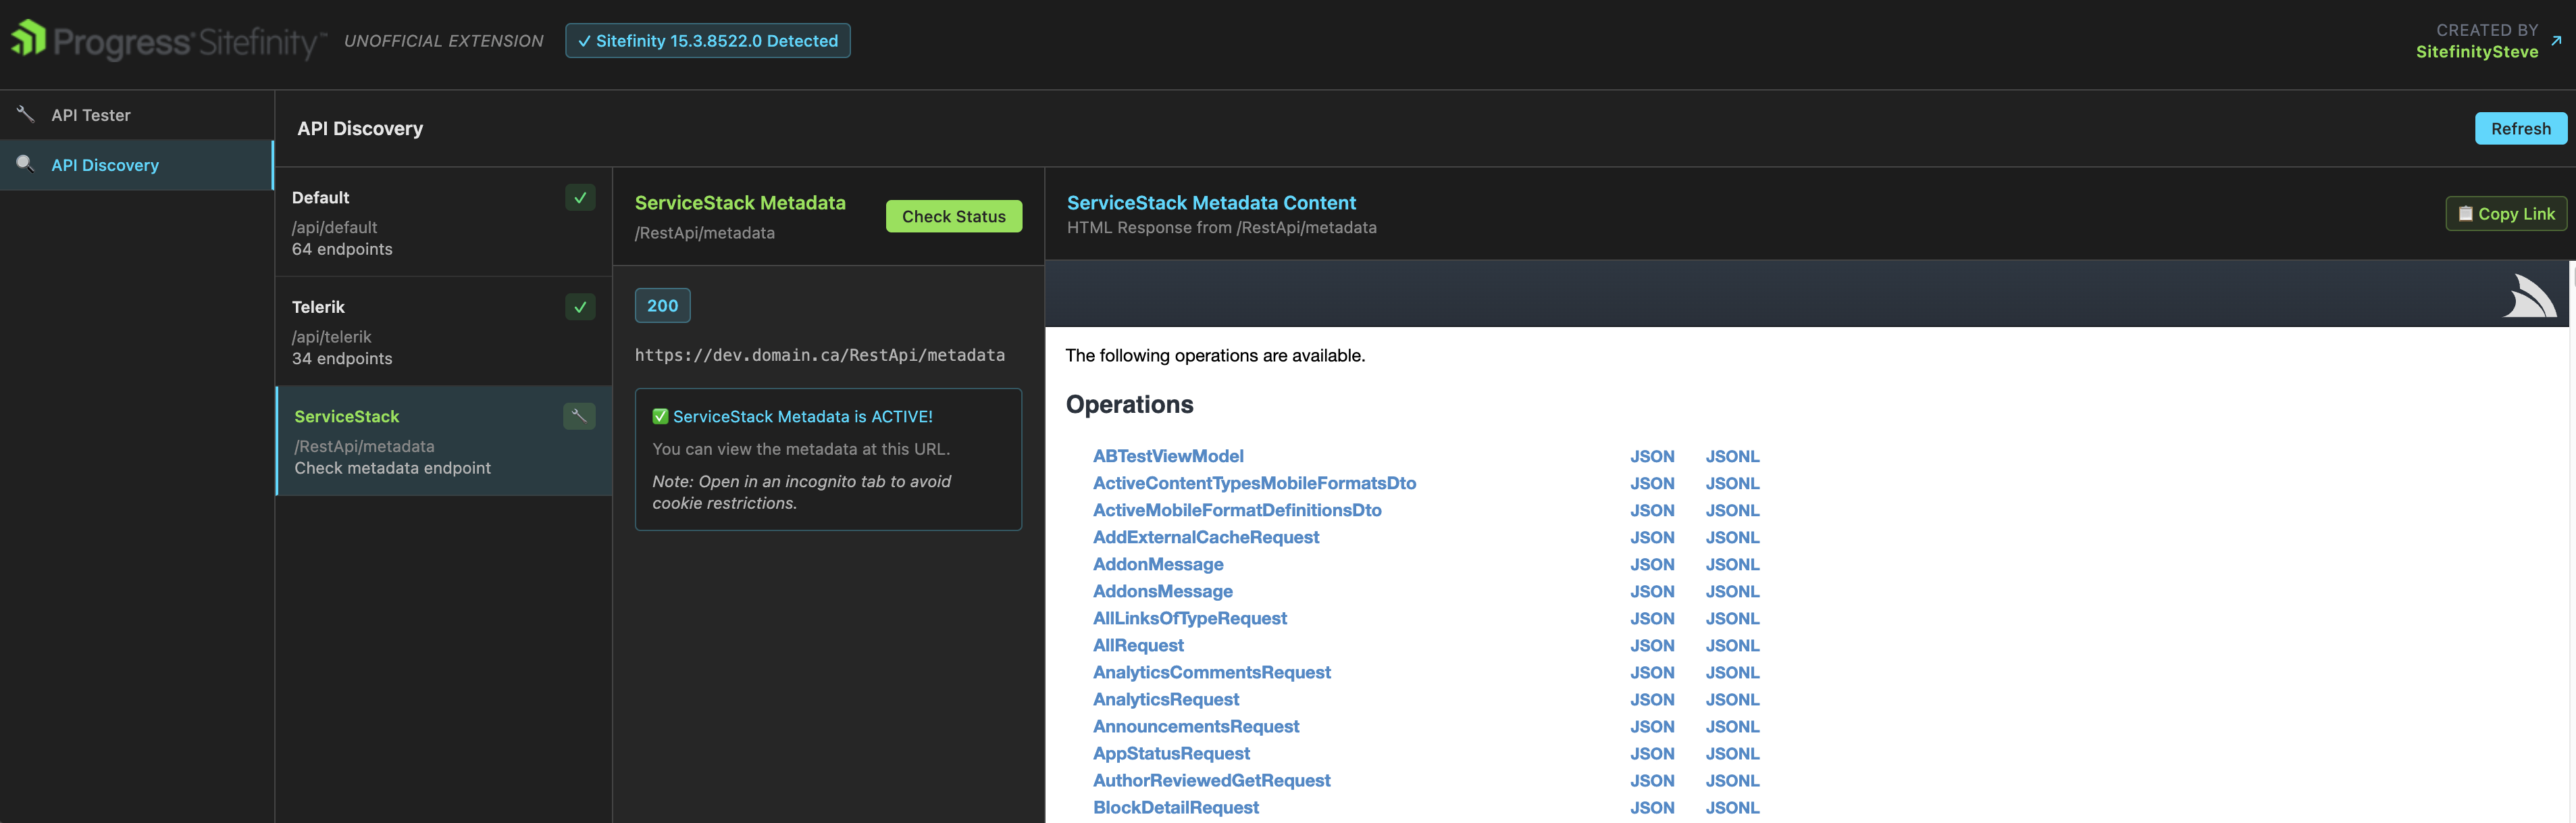 Progress® Sitefinity™ UNOFFICIAL EXTENSION ✓ Sitefinity 15.3.8522.0 Detected
CREATED BY
SitefinitySteve ↗
API Tester
API Discovery
API Discovery
Refresh
Default ✓
/api/default
64 endpoints
Telerik ✓
/api/telerik
34 endpoints
ServiceStack
/RestApi/metadata
Check metadata endpoint
ServiceStack Metadata
/RestApi/metadata
Check Status
200
https://dev.domain.ca/RestApi/metadata
✅ ServiceStack Metadata is ACTIVE!
You can view the metadata at this URL.
Note: Open in an incognito tab to avoid
cookie restrictions.
ServiceStack Metadata Content
HTML Response from /RestApi/metadata
📋 Copy Link
The following operations are available.
Operations
ABTestViewModel JSON JSONL
ActiveContentTypesMobileFormatsDto JSON JSONL
ActiveMobileFormatDefinitionsDto JSON JSONL
AddExternalCacheRequest JSON JSONL
AddonMessage JSON JSONL
AddonsMessage JSON JSONL
AllLinksOfTypeRequest JSON JSONL
AllRequest JSON JSONL
AnalyticsCommentsRequest JSON JSONL
AnalyticsRequest JSON JSONL
AnnouncementsRequest JSON JSONL
AppStatusRequest JSON JSONL
AuthorReviewedGetRequest JSON JSONL
BlockDetailRequest JSON JSONL